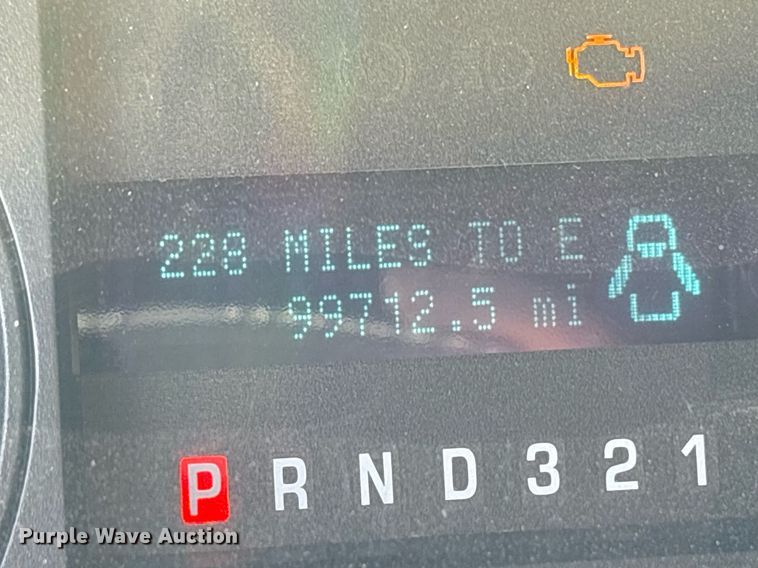 228 MILES TO E
99712.5 mi
P R N D 3 2 1
Purple Wave Auction